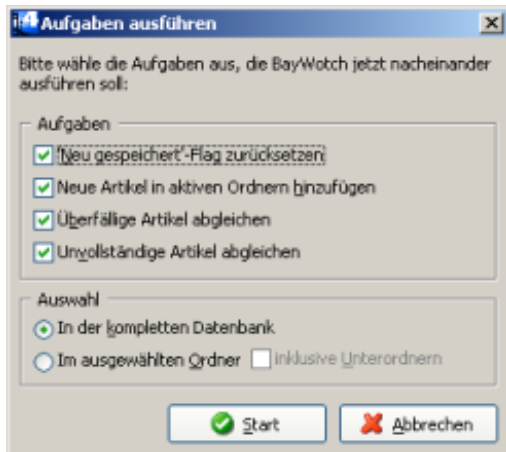 Aufgaben ausführen
Bitte wähle die Aufgaben aus, die BayWotch jetzt nacheinander
ausführen soll:
Aufgaben
'Neu gespeichert'-Flag zurücksetzen
Neue Artikel in aktiven Ordnern hinzufügen
Überfällige Artikel abgleichen
Unvollständige Artikel abgleichen
Auswahl
In der kompletten Datenbank
Im ausgewählten Ordner inklusive Unterordnern
Start Abbrechen